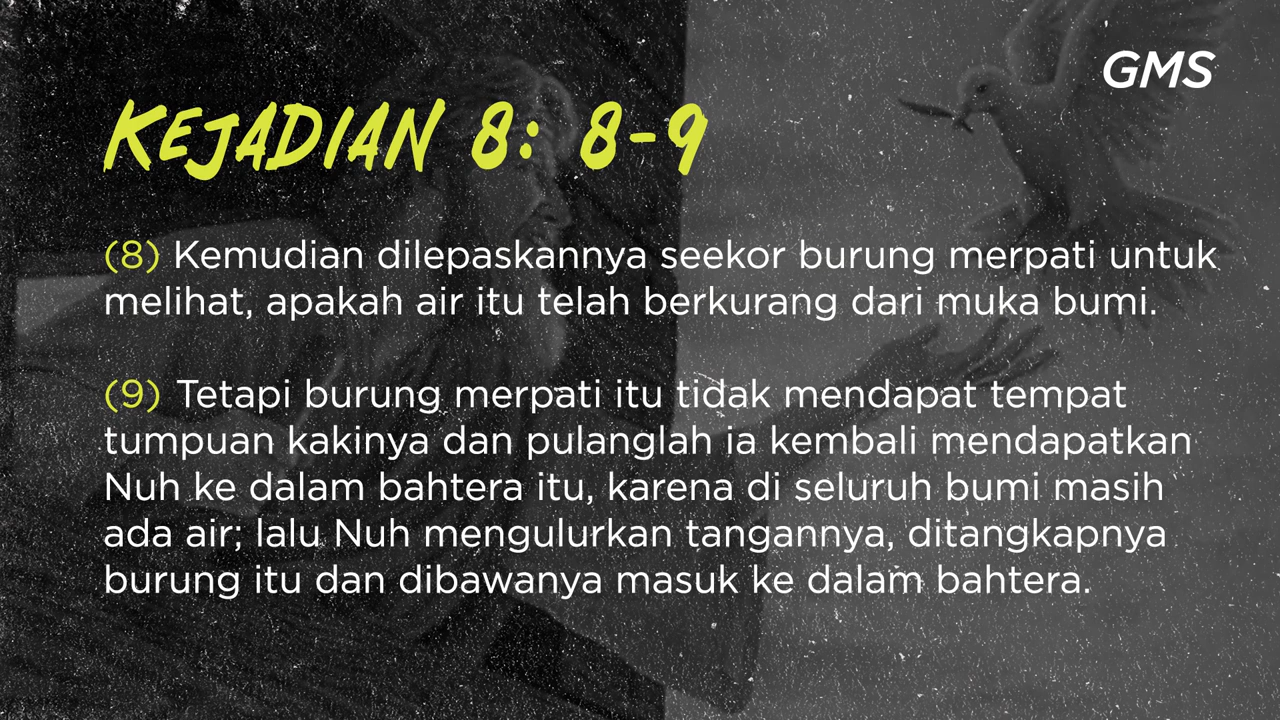 GMS
KEJADIAN 8: 8-9
(8) Kemudian dilepaskannya seekor burung merpati untuk
melihat, apakah air itu telah berkurang dari muka bumi.
(9) Tetapi burung merpati itu tidak mendapat tempat
tumpuan kakinya dan pulanglah ia kembali mendapatkan
Nuh ke dalam bahtera itu, karena di seluruh bumi masih
ada air; lalu Nuh mengulurkan tangannya, ditangkapnya
burung itu dan dibawanya masuk ke dalam bahtera.